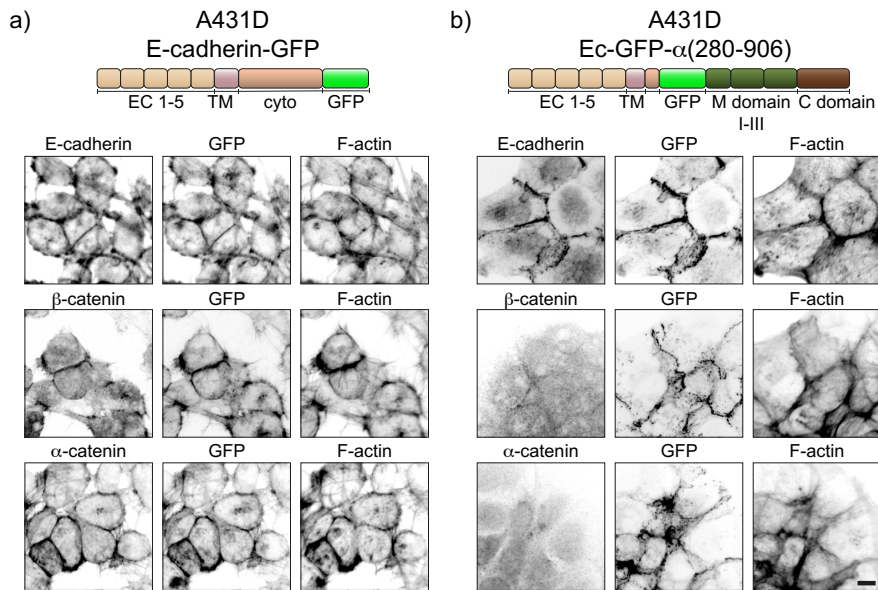 a)
A431D
E-cadherin-GFP
EC 1-5 TM cyto GFP
E-cadherin GFP F-actin
β-catenin GFP F-actin
α-catenin GFP F-actin
b)
A431D
Ec-GFP-α(280-906)
EC 1-5 TM GFP M domain C domain
I-III
E-cadherin GFP F-actin
β-catenin GFP F-actin
α-catenin GFP F-actin